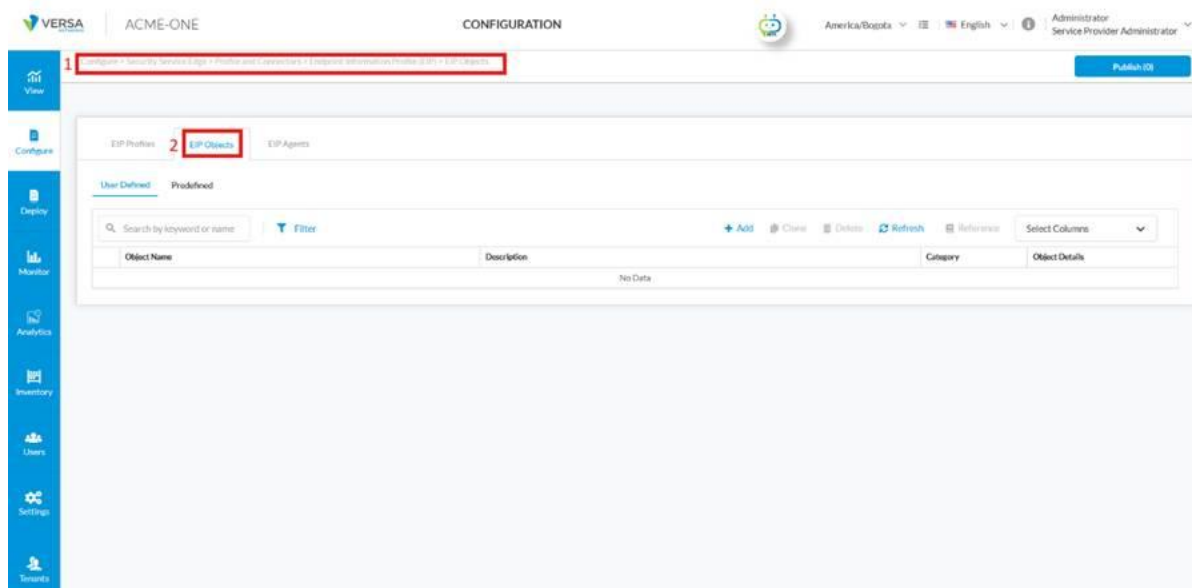 VERSA NETWORKS
ACME-ONE
CONFIGURATION
America/Bogota
English
Administrator
Service Provider Administrator
1
Configure > Security Service Edge > Profile and Connectors > Endpoint Information Profile (EIP) > EIP Objects
Publish (0)
View
Configure
Deploy
Monitor
Analytics
Inventory
Users
Settings
Tenants
EIP Profiles
2
EIP Objects
EIP Agents
User Defined
Predefined
Search by keyword or name
Filter
+ Add
Clone
Delete
Refresh
Reference
Select Columns
Object Name
Description
Category
Object Details
No Data